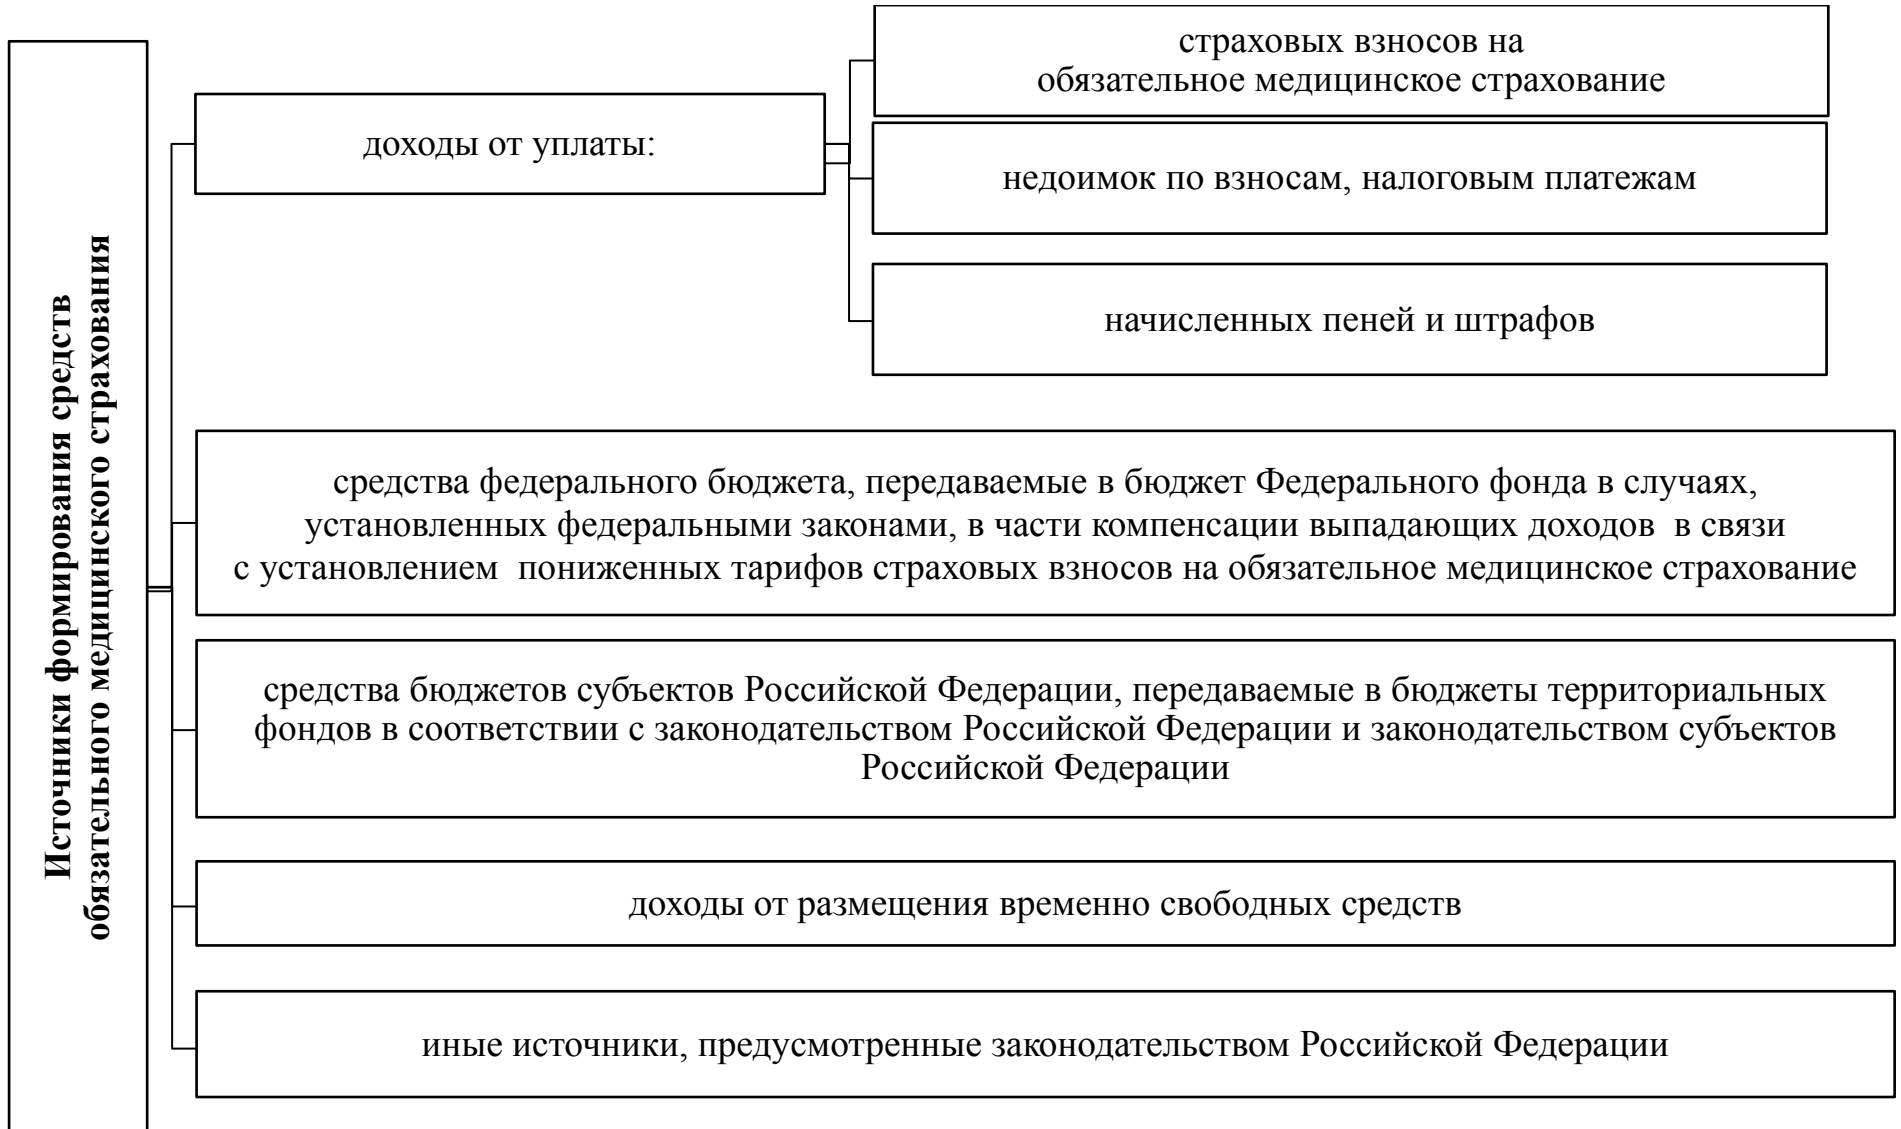 Источники формирования средств
обязательного медицинского страхования
доходы от уплаты:
страховых взносов на
обязательное медицинское страхование
недоимок по взносам, налоговым платежам
начисленных пеней и штрафов
средства федерального бюджета, передаваемые в бюджет Федерального фонда в случаях,
установленных федеральными законами, в части компенсации выпадающих доходов в связи
с установлением пониженных тарифов страховых взносов на обязательное медицинское страхование
средства бюджетов субъектов Российской Федерации, передаваемые в бюджеты территориальных
фондов в соответствии с законодательством Российской Федерации и законодательством субъектов
Российской Федерации
доходы от размещения временно свободных средств
иные источники, предусмотренные законодательством Российской Федерации